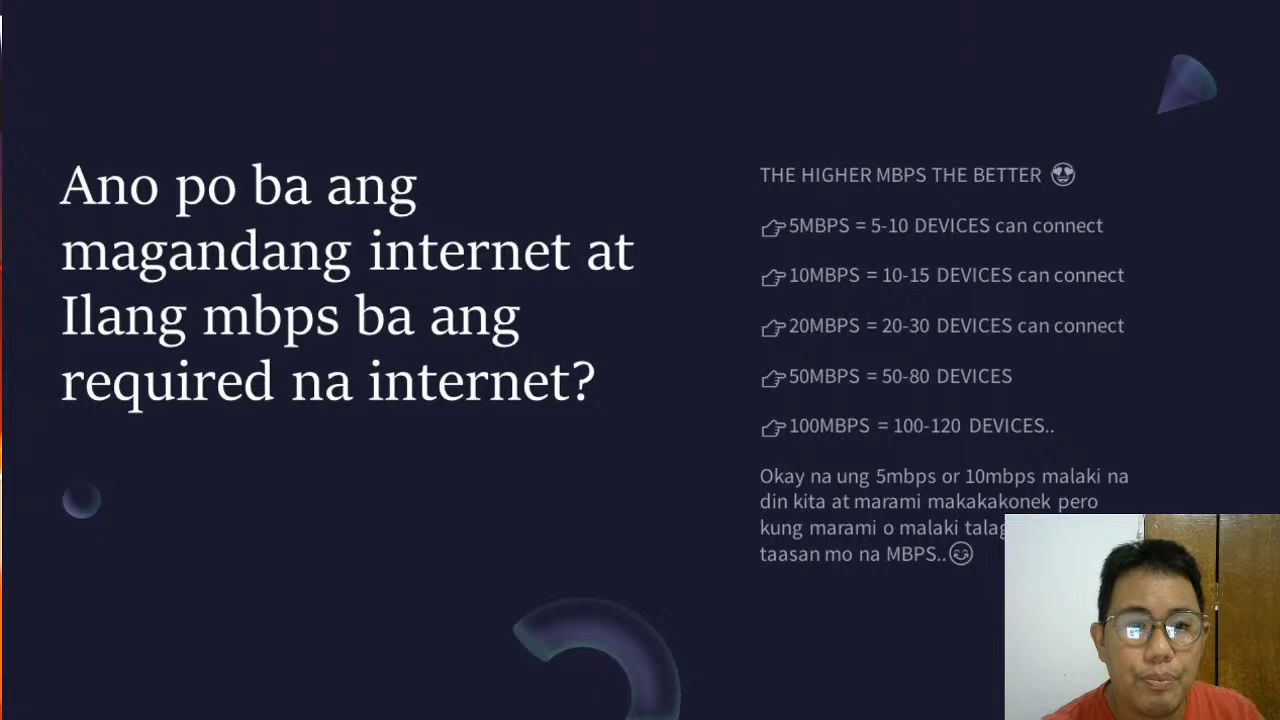 Ano po ba ang
magandang internet at
Ilang mbps ba ang
required na internet?
THE HIGHER MBPS THE BETTER 😍
👉5MBPS = 5-10 DEVICES can connect
👉10MBPS = 10-15 DEVICES can connect
👉20MBPS = 20-30 DEVICES can connect
👉50MBPS = 50-80 DEVICES
👉100MBPS = 100-120 DEVICES..
Okay na ung 5mbps or 10mbps malaki na
din kita at marami makakakonek pero
kung marami o malaki
taasan mo na MBPS..😊